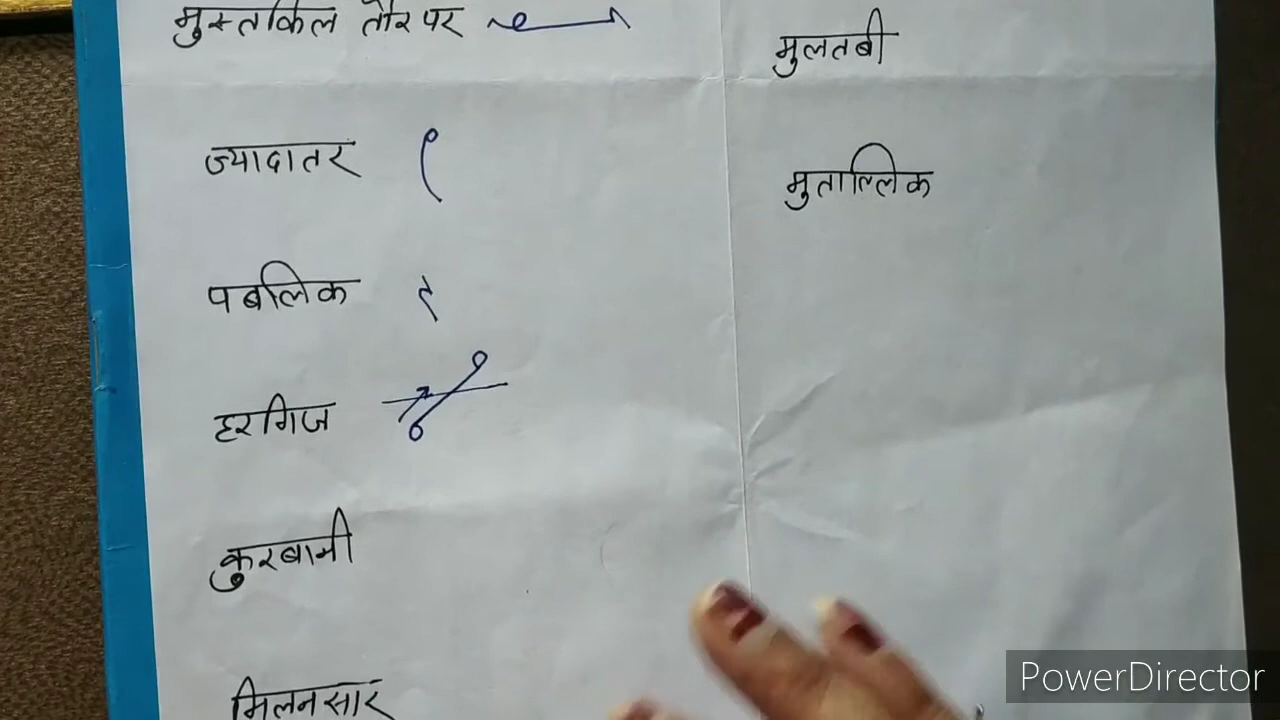 मुस्तकिल तौर पर
ज्यादातर
पबलिक
हरगिज
कुरबानी
मिलनसार
मुलतबी
मुताल्लिक
PowerDirector